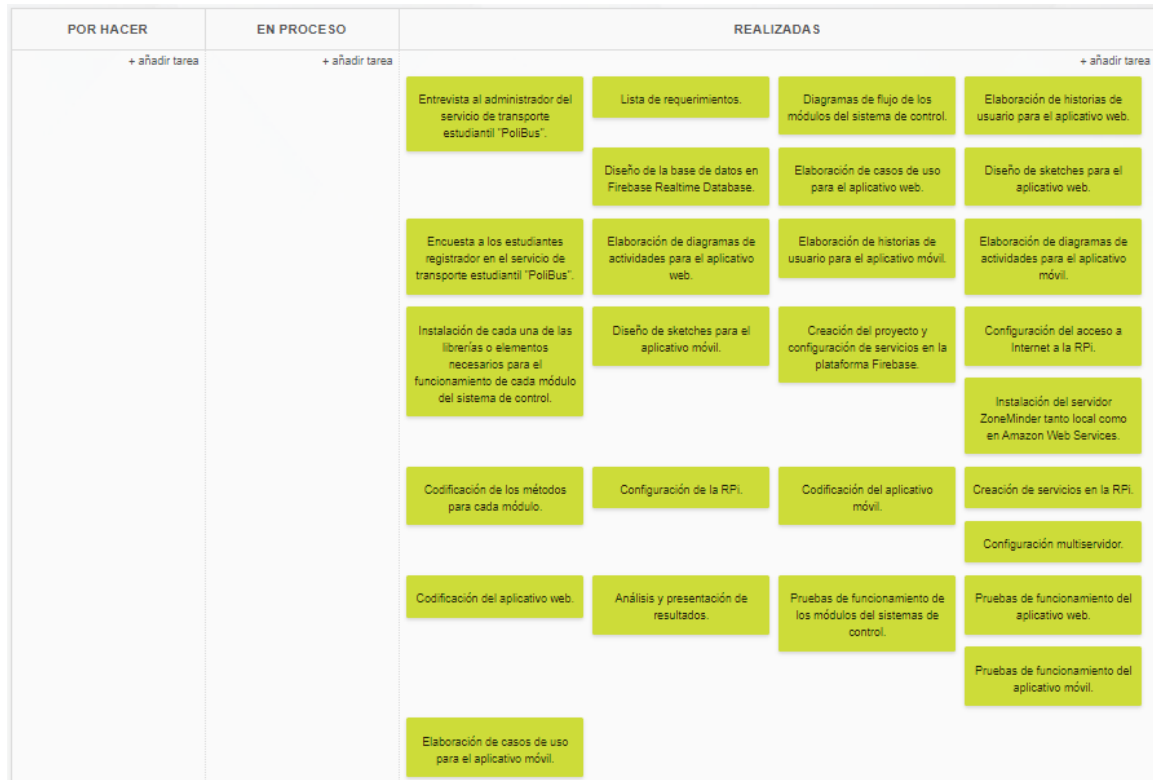 POR HACER
EN PROCESO
REALIZADAS
+ añadir tarea
+ añadir tarea
+ añadir tarea
Entrevista al administrador del
servicio de transporte
estudiantil "PoliBus".
Lista de requerimientos.
Diagramas de flujo de los
módulos del sistema de control.
Elaboración de historias de
usuario para el aplicativo web.
Diseño de la base de datos en
Firebase Realtime Database.
Elaboración de casos de uso
para el aplicativo web.
Diseño de sketches para el
aplicativo web.
Encuesta a los estudiantes
registrador en el servicio de
transporte estudiantil "PoliBus".
Elaboración de diagramas de
actividades para el aplicativo
web.
Elaboración de historias de
usuario para el aplicativo móvil.
Elaboración de diagramas de
actividades para el aplicativo
móvil.
Instalación de cada una de las
librerías o elementos
necesarios para el
funcionamiento de cada módulo
del sistema de control.
Diseño de sketches para el
aplicativo móvil.
Creación del proyecto y
configuración de servicios en la
plataforma Firebase.
Configuración del acceso a
Internet a la RPi.
Instalación del servidor
ZoneMinder tanto local como
en Amazon Web Services.
Codificación de los métodos
para cada módulo.
Configuración de la RPi.
Codificación del aplicativo
móvil.
Creación de servicios en la RPi.
Configuración multiservidor.
Codificación del aplicativo web.
Análisis y presentación de
resultados.
Pruebas de funcionamiento de
los módulos del sistemas de
control.
Pruebas de funcionamiento del
aplicativo web.
Pruebas de funcionamiento del
aplicativo móvil.
Elaboración de casos de uso
para el aplicativo móvil.